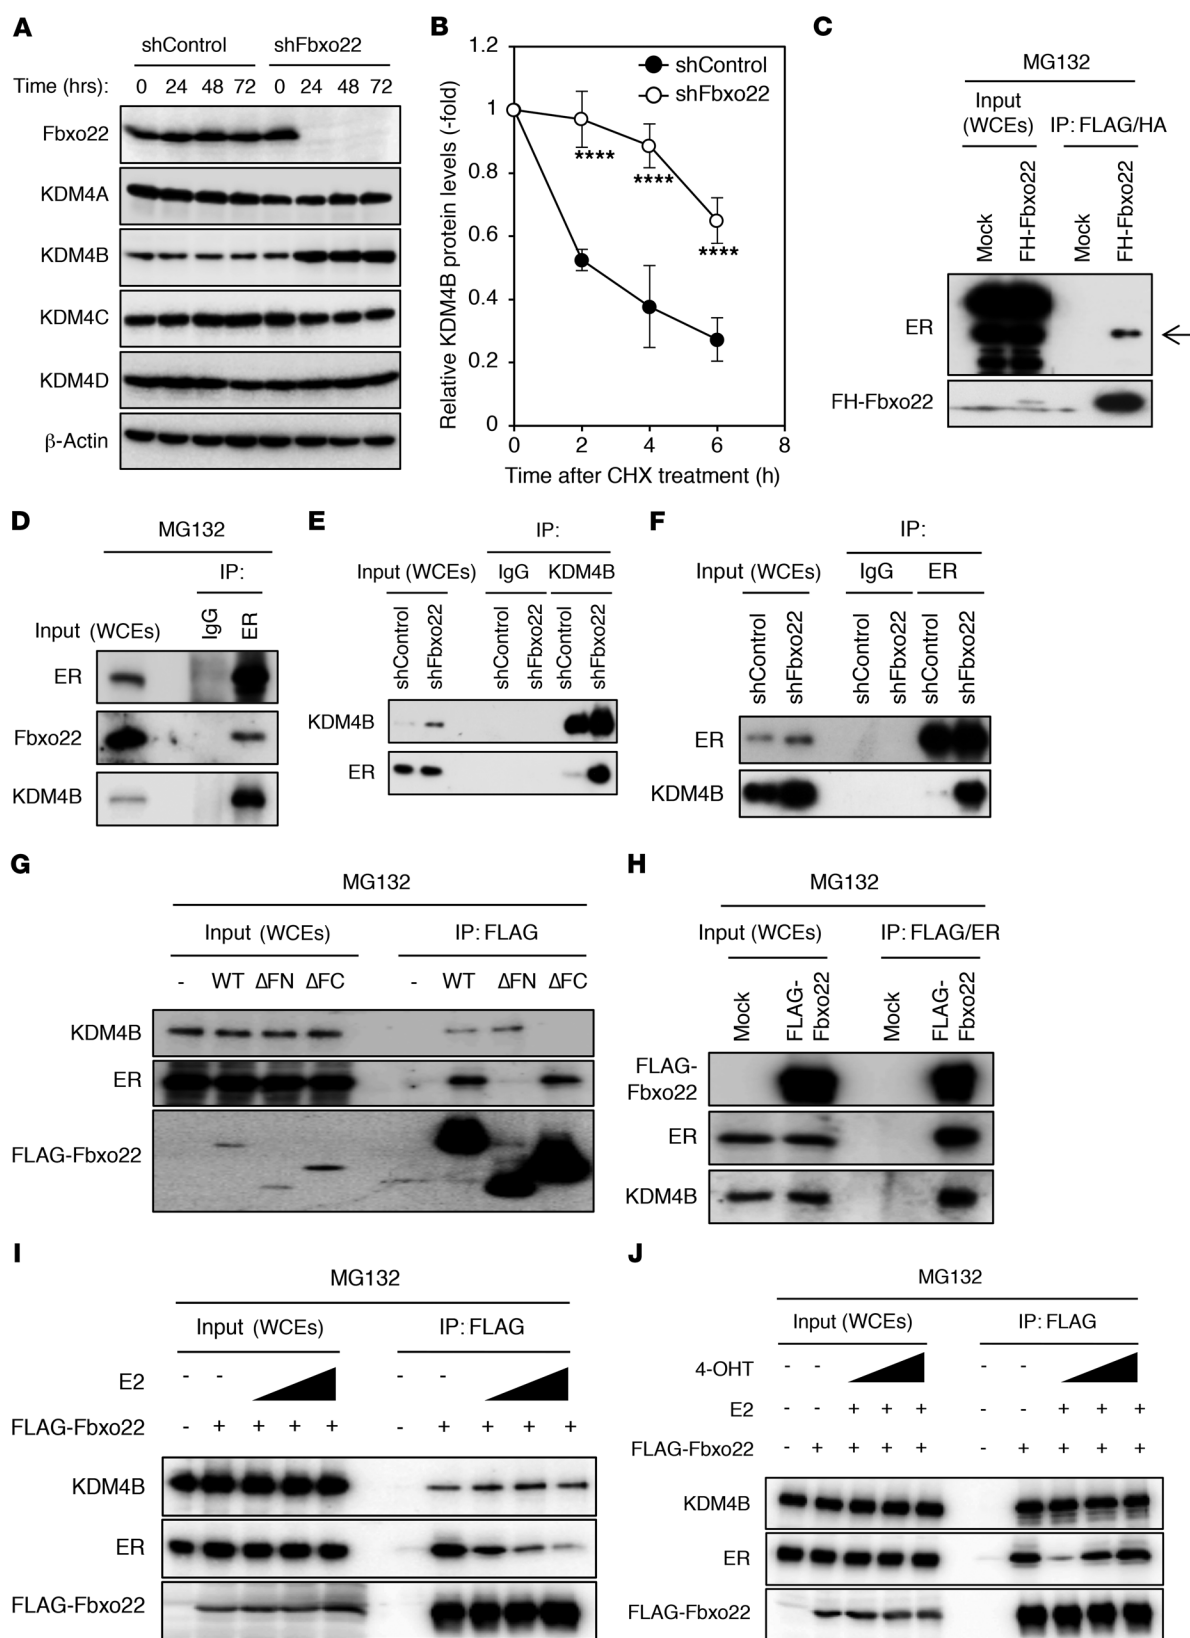 A
shControl shFbxo22
Time (hrs): 0 24 48 72 0 24 48 72
Fbxo22
KDM4A
KDM4B
KDM4C
KDM4D
β-Actin
B
Relative KDM4B protein levels (-fold)
1.2
1
0.8
0.6
0.4
0.2
0
shControl
shFbxo22
****
****
****
0 2 4 6 8
Time after CHX treatment (h)
C
MG132
Input
(WCEs) IP: FLAG/HA
Mock FH-Fbxo22 Mock FH-Fbxo22
ER
FH-Fbxo22
D
MG132
IP:
Input (WCEs) IgG ER
ER
Fbxo22
KDM4B
E
IP:
Input (WCEs) IgG KDM4B
shControl shFbxo22 shControl shFbxo22 shControl shFbxo22
KDM4B
ER
F
IP:
Input (WCEs) IgG ER
shControl shFbxo22 shControl shFbxo22 shControl shFbxo22
ER
KDM4B
G
MG132
Input (WCEs) IP: FLAG
- WT ΔFN ΔFC - WT ΔFN ΔFC
KDM4B
ER
FLAG-Fbxo22
H
MG132
Input (WCEs) IP: FLAG/ER
Mock FLAG-Fbxo22 Mock FLAG-Fbxo22
FLAG-
Fbxo22
ER
KDM4B
I
MG132
Input (WCEs) IP: FLAG
E2 - - - -
FLAG-Fbxo22 - + + + + - + + + +
KDM4B
ER
FLAG-Fbxo22
J
MG132
Input (WCEs) IP: FLAG
4-OHT - - - -
E2 - - + + + - - + + +
FLAG-Fbxo22 - + + + + - + + + +
KDM4B
ER
FLAG-Fbxo22